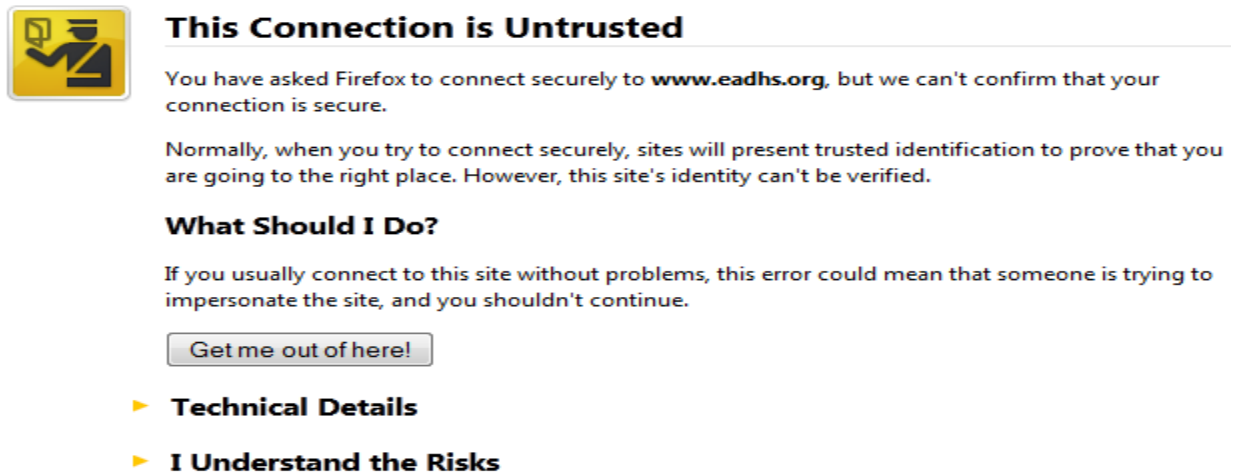 This Connection is Untrusted
You have asked Firefox to connect securely to www.eadhs.org, but we can't confirm that your
connection is secure.
Normally, when you try to connect securely, sites will present trusted identification to prove that you
are going to the right place. However, this site's identity can't be verified.
What Should I Do?
If you usually connect to this site without problems, this error could mean that someone is trying to
impersonate the site, and you shouldn't continue.
Get me out of here!
Technical Details
I Understand the Risks